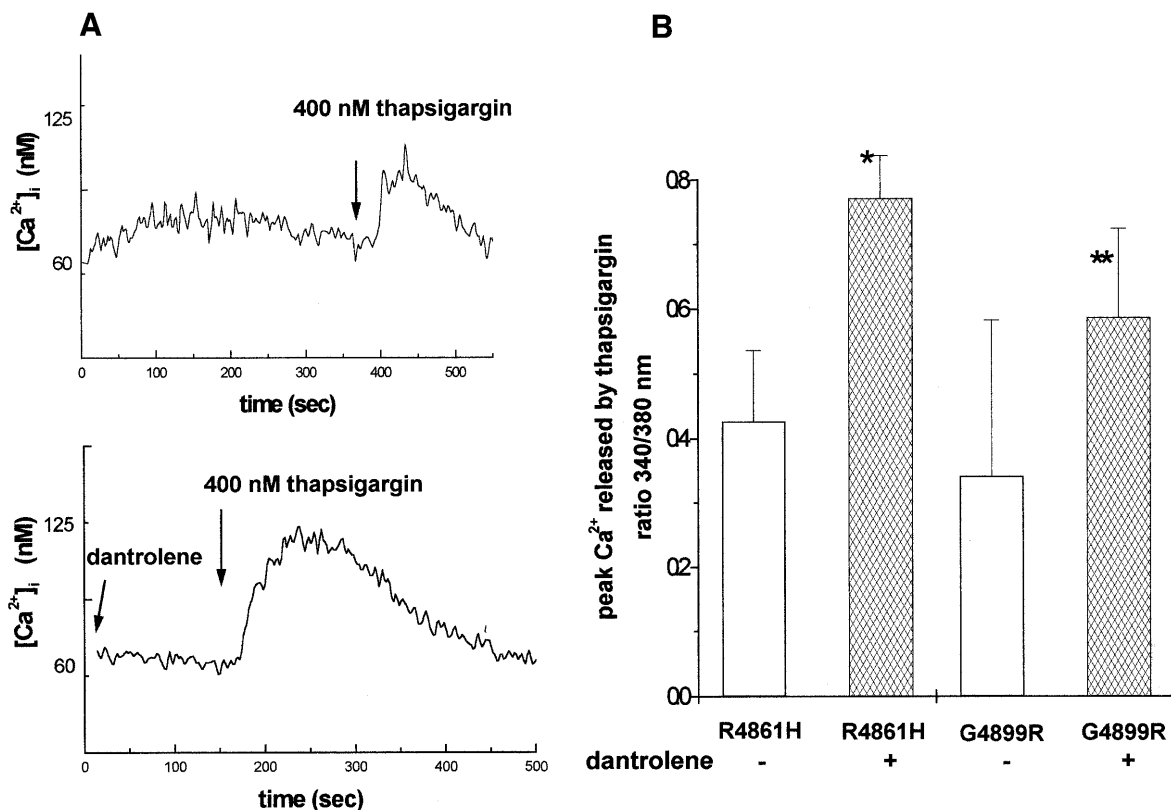 A
400 nM thapsigargin
[Ca2+]i (nM)
125
60
0 100 200 300 400 500
time (sec)
400 nM thapsigargin
dantrolene
[Ca2+]i (nM)
125
60
0 100 200 300 400 500
time (sec)
B
peak Ca2+ released by thapsigargin
ratio 340/380 nm
0.8
0.6
0.4
0.2
0.0
*
**
R4861H R4861H G4899R G4899R
dantrolene - + - +